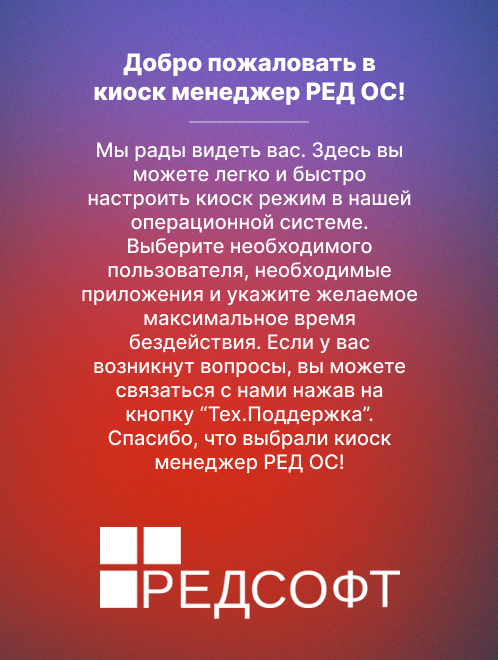 Добро пожаловать в
киоск менеджер РЕД ОС!
Мы рады видеть вас. Здесь вы
можете легко и быстро
настроить киоск режим в нашей
операционной системе.
Выберите необходимого
пользователя, необходимые
приложения и укажите желаемое
максимальное время
бездействия. Если у вас
возникнут вопросы, вы можете
связаться с нами нажав на
кнопку “Тех.Поддержка”.
Спасибо, что выбрали киоск
менеджер РЕД ОС!
РЕДСОФТ